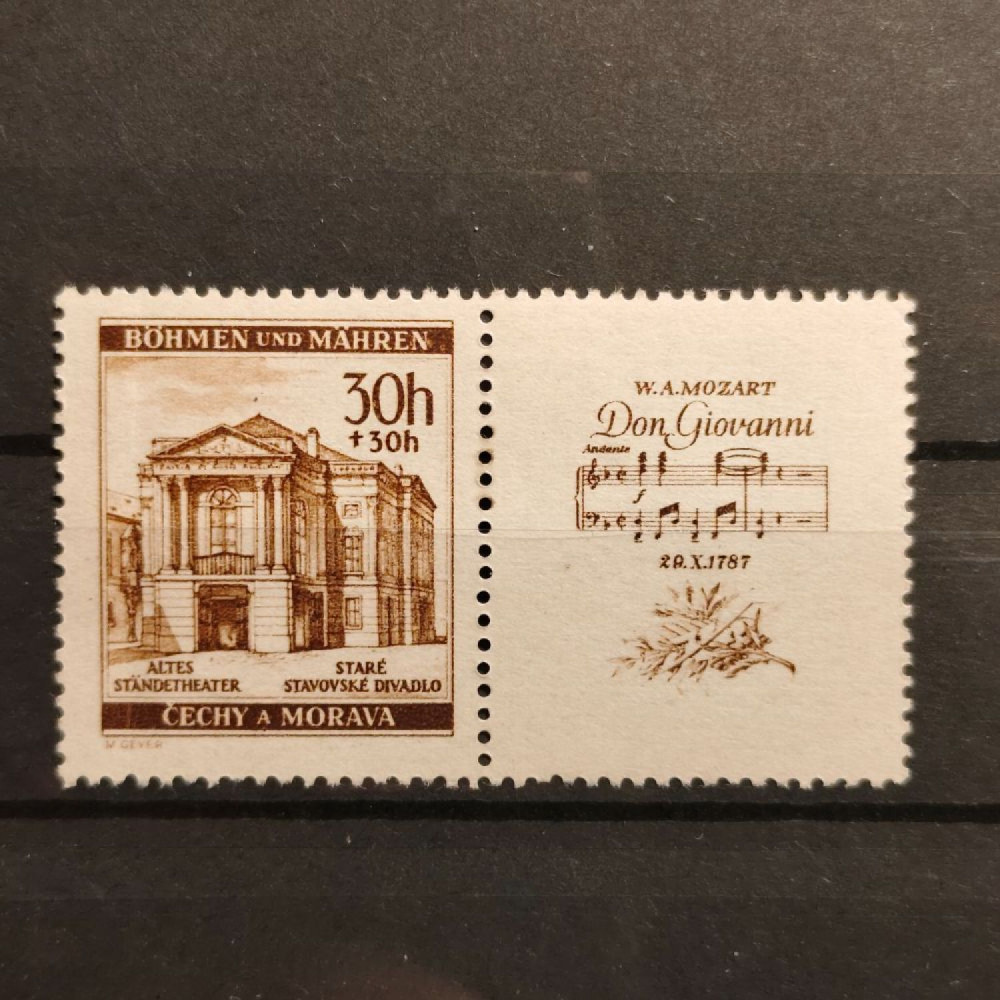 BÖHMEN UND MÄHREN
30h
+30h
ALTES
STÄNDETHEATER
STARÉ
STAVOVSKÉ DIVADLO
ČECHY A MORAVA
W.A.MOZART
Don Giovanni
Andante
f
29.X.1787